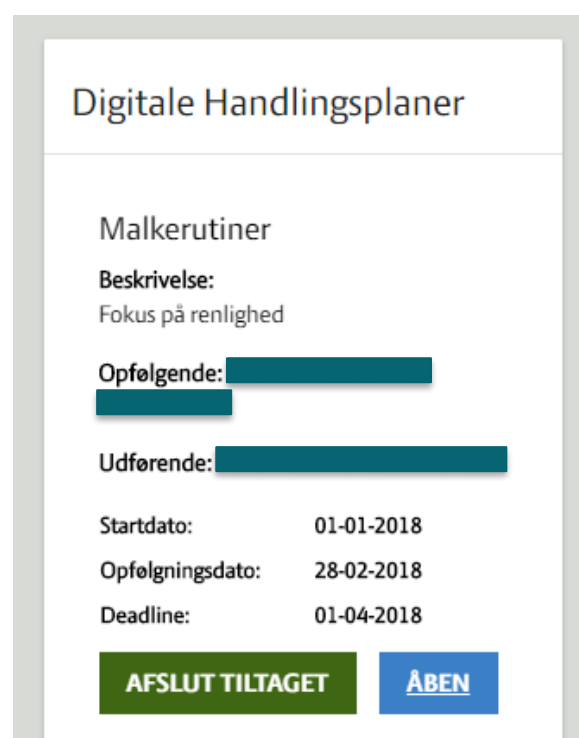 Digitale Handlingsplaner
Malkerutiner
Beskrivelse:
Fokus på renlighed
Opfølgende:
Udførende:
Startdato: 01-01-2018
Opfølgningsdato: 28-02-2018
Deadline: 01-04-2018
AFSLUT TILTAGET ÅBEN